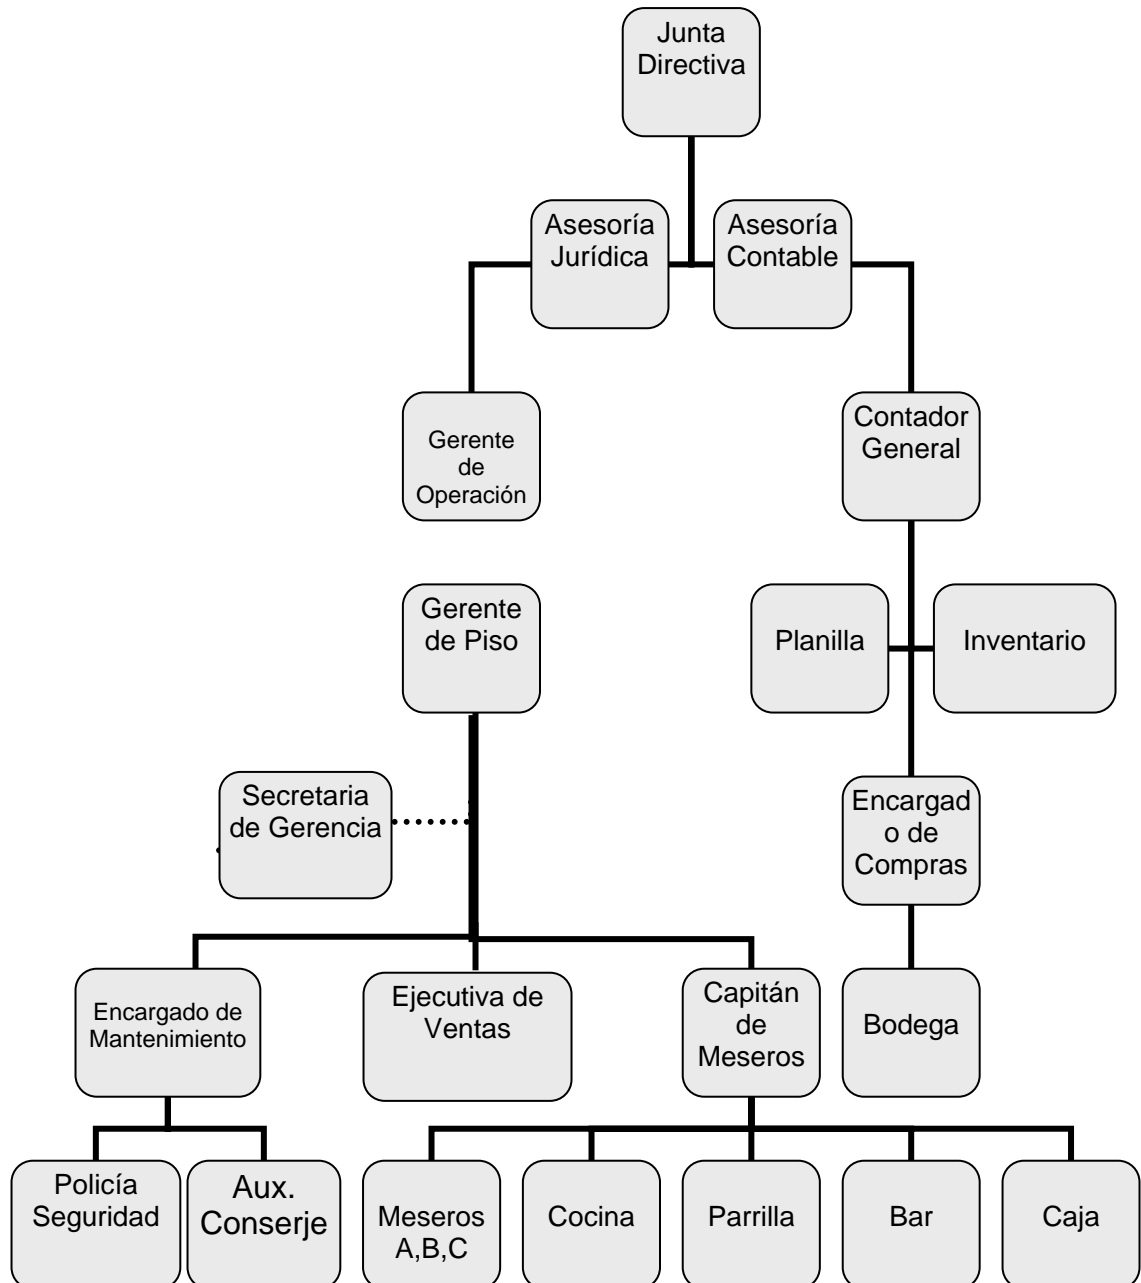 Junta
Directiva
Asesoría
Jurídica
Asesoría
Contable
Gerente
de
Operación
Contador
General
Gerente
de Piso
Planilla
Inventario
Secretaria
de Gerencia
Encargad
o de
Compras
Encargado de
Mantenimiento
Ejecutiva de
Ventas
Capitán
de
Meseros
Bodega
Policía
Seguridad
Aux.
Conserje
Meseros
A,B,C
Cocina
Parrilla
Bar
Caja